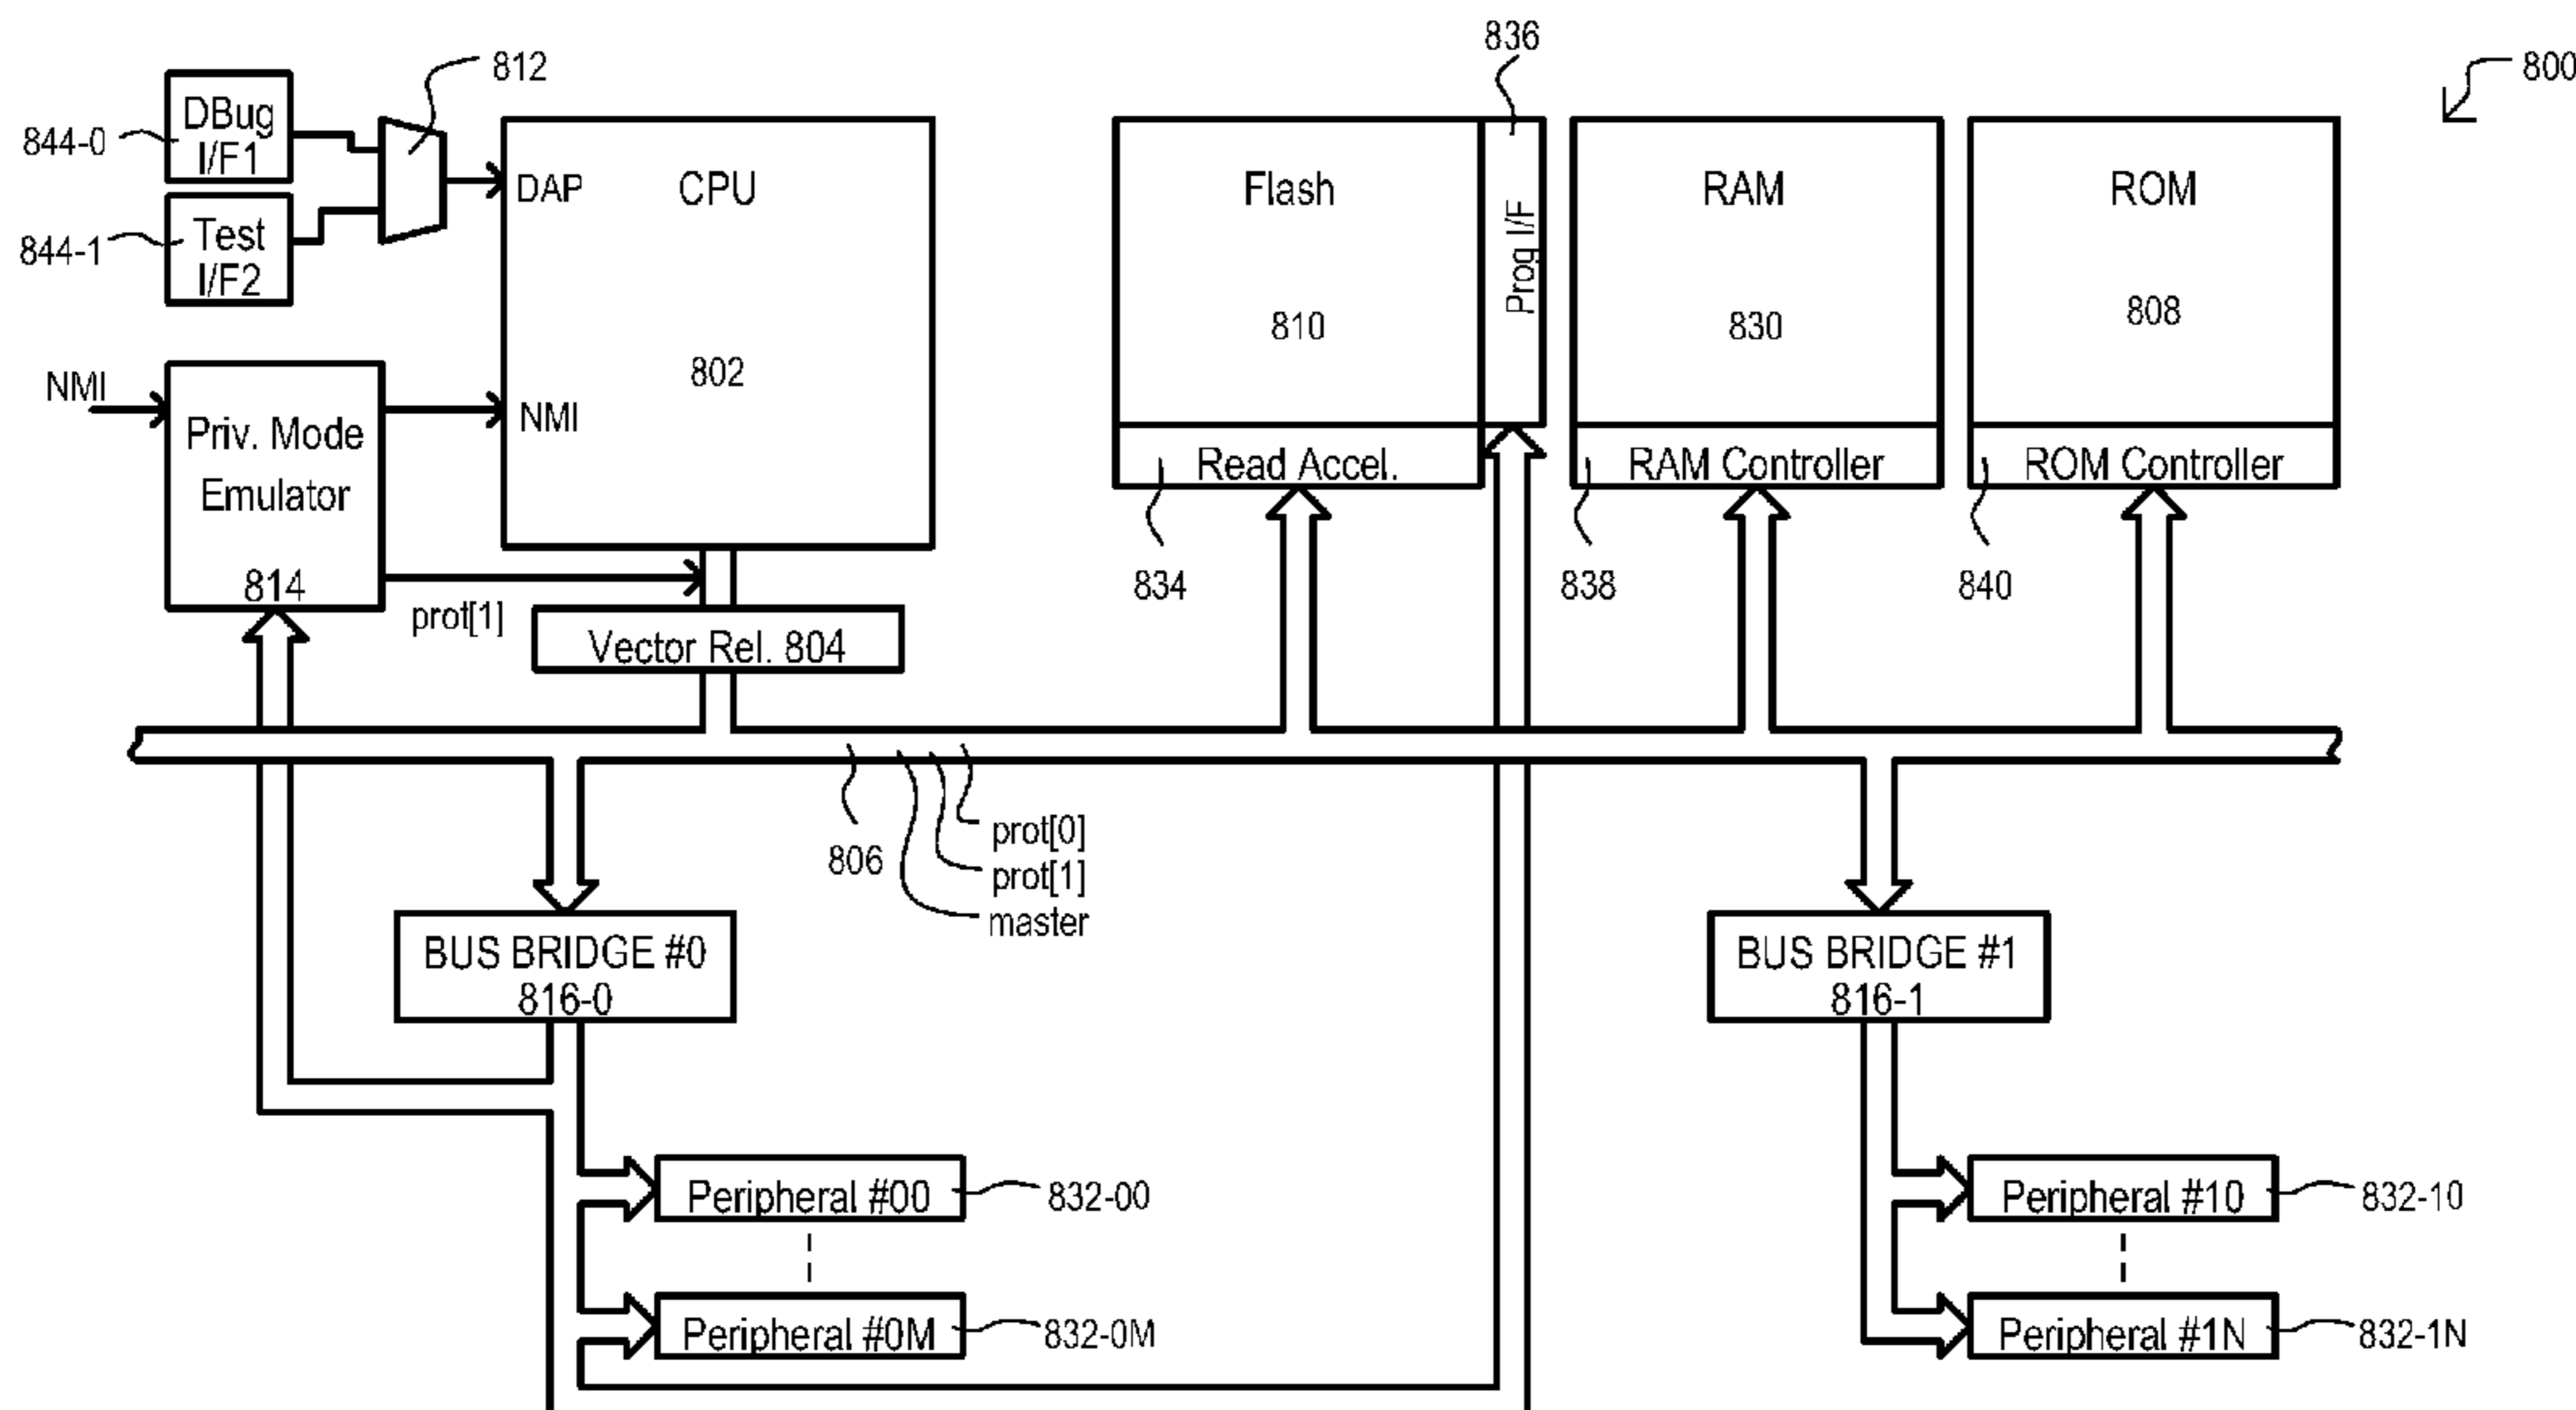 836
800
812
DBug
I/F1
844-0
Test
I/F2
844-1
DAP
CPU
802
NMI
NMI
Priv. Mode
Emulator
814
prot[1]
Vector Rel. 804
Flash
810
Prog I/F
Read Accel.
834
RAM
830
RAM Controller
838
ROM
808
ROM Controller
840
806
prot[0]
prot[1]
master
BUS BRIDGE #0
816-0
BUS BRIDGE #1
816-1
Peripheral #00
832-00
Peripheral #0M
832-0M
Peripheral #10
832-10
Peripheral #1N
832-1N